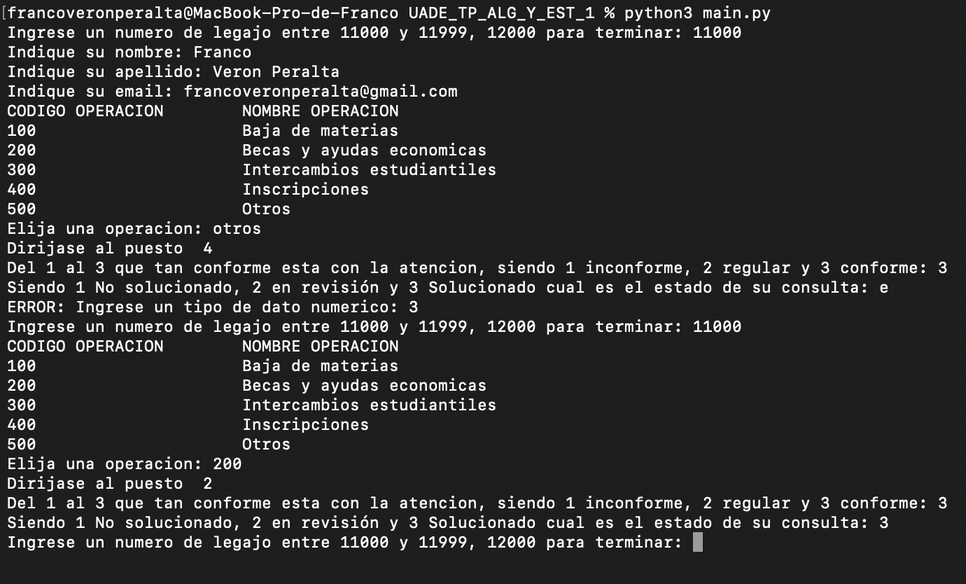 [francoveronperalta@MacBook-Pro-de-Franco UADE_TP_ALG_Y_EST_1 % python3 main.py
Ingrese un numero de legajo entre 11000 y 11999, 12000 para terminar: 11000
Indique su nombre: Franco
Indique su apellido: Veron Peralta
Indique su email: francoveronperalta@gmail.com
CODIGO OPERACION        NOMBRE OPERACION
100                     Baja de materias
200                     Becas y ayudas economicas
300                     Intercambios estudiantiles
400                     Inscripciones
500                     Otros
Elija una operacion: otros
Dirijase al puesto  4
Del 1 al 3 que tan conforme esta con la atencion, siendo 1 inconforme, 2 regular y 3 conforme: 3
Siendo 1 No solucionado, 2 en revisión y 3 Solucionado cual es el estado de su consulta: e
ERROR: Ingrese un tipo de dato numerico: 3
Ingrese un numero de legajo entre 11000 y 11999, 12000 para terminar: 11000
CODIGO OPERACION        NOMBRE OPERACION
100                     Baja de materias
200                     Becas y ayudas economicas
300                     Intercambios estudiantiles
400                     Inscripciones
500                     Otros
Elija una operacion: 200
Dirijase al puesto  2
Del 1 al 3 que tan conforme esta con la atencion, siendo 1 inconforme, 2 regular y 3 conforme: 3
Siendo 1 No solucionado, 2 en revisión y 3 Solucionado cual es el estado de su consulta: 3
Ingrese un numero de legajo entre 11000 y 11999, 12000 para terminar: